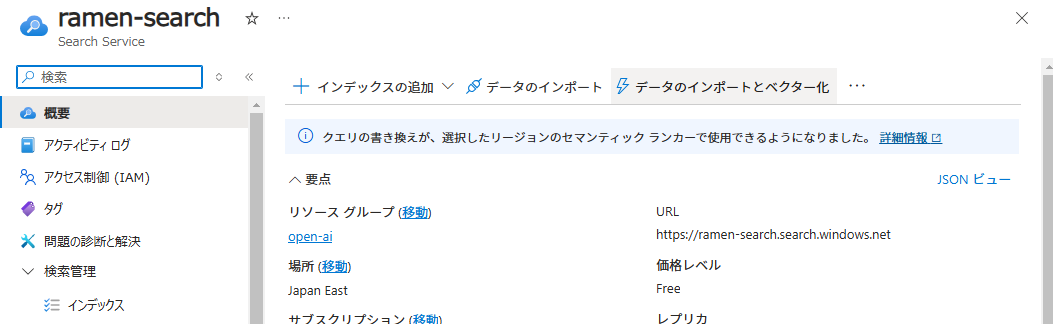 ramen-search
Search Service
検索
概要
アクティビティ ログ
アクセス制御 (IAM)
タグ
問題の診断と解決
検索管理
インデックス
インデックスの追加 データのインポート データのインポートとベクター化
クエリの書き換えが、選択したリージョンのセマンティック ランカーで使用できるようになりました。 詳細情報
要点 JSON ビュー
リソース グループ (移動)
open-ai
場所 (移動)
Japan East
サブスクリプション (移動)
URL
https://ramen-search.search.windows.net
価格レベル
Free
レプリカ